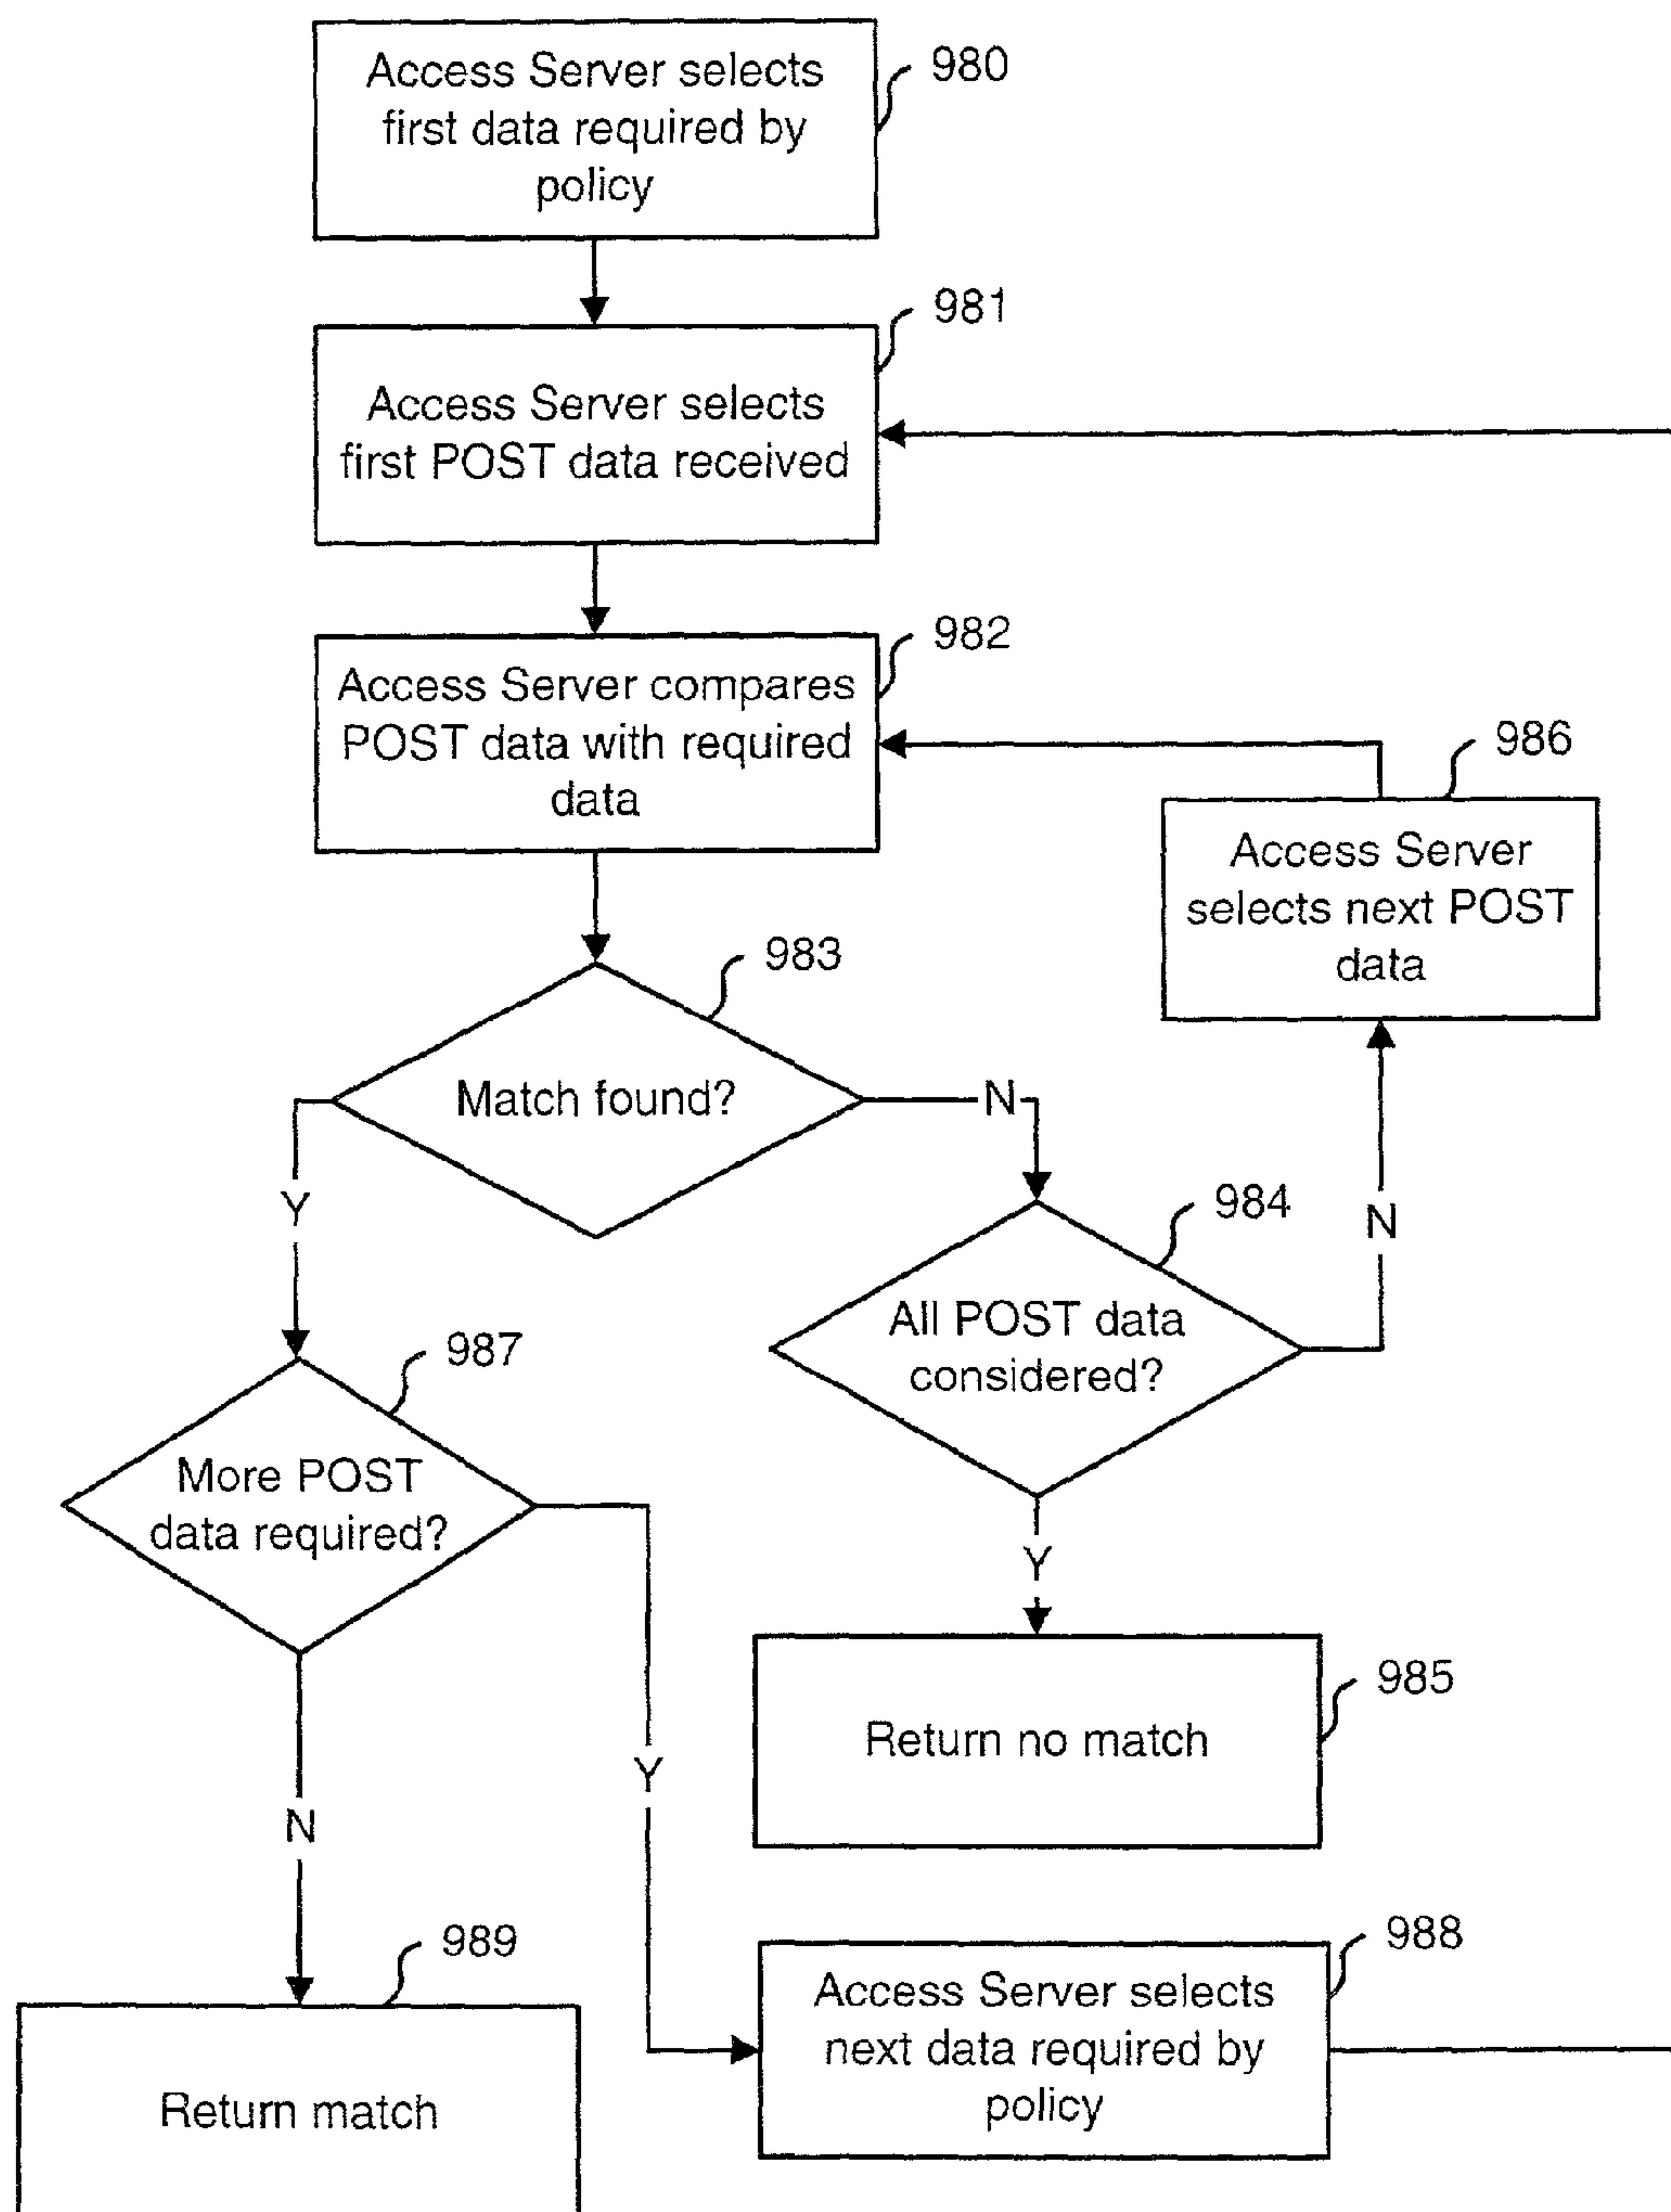 Access Server selects
first data required by
policy
980
Access Server selects
first POST data received
981
Access Server compares
POST data with required
data
982
Access Server
selects next POST
data
986
Match found?
983
N
Y
All POST data
considered?
984
N
Y
More POST
data required?
987
Return no match
985
Y
N
Access Server selects
next data required by
policy
988
Return match
989